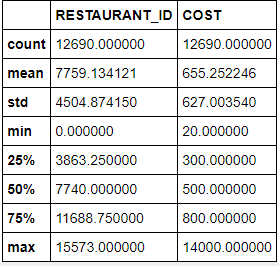 RESTAURANT_ID COST
count 12690.000000 12690.000000
mean 7759.134121 655.252246
std 4504.874150 627.003540
min 0.000000 20.000000
25% 3863.250000 300.000000
50% 7740.000000 500.000000
75% 11688.750000 800.000000
max 15573.000000 14000.000000